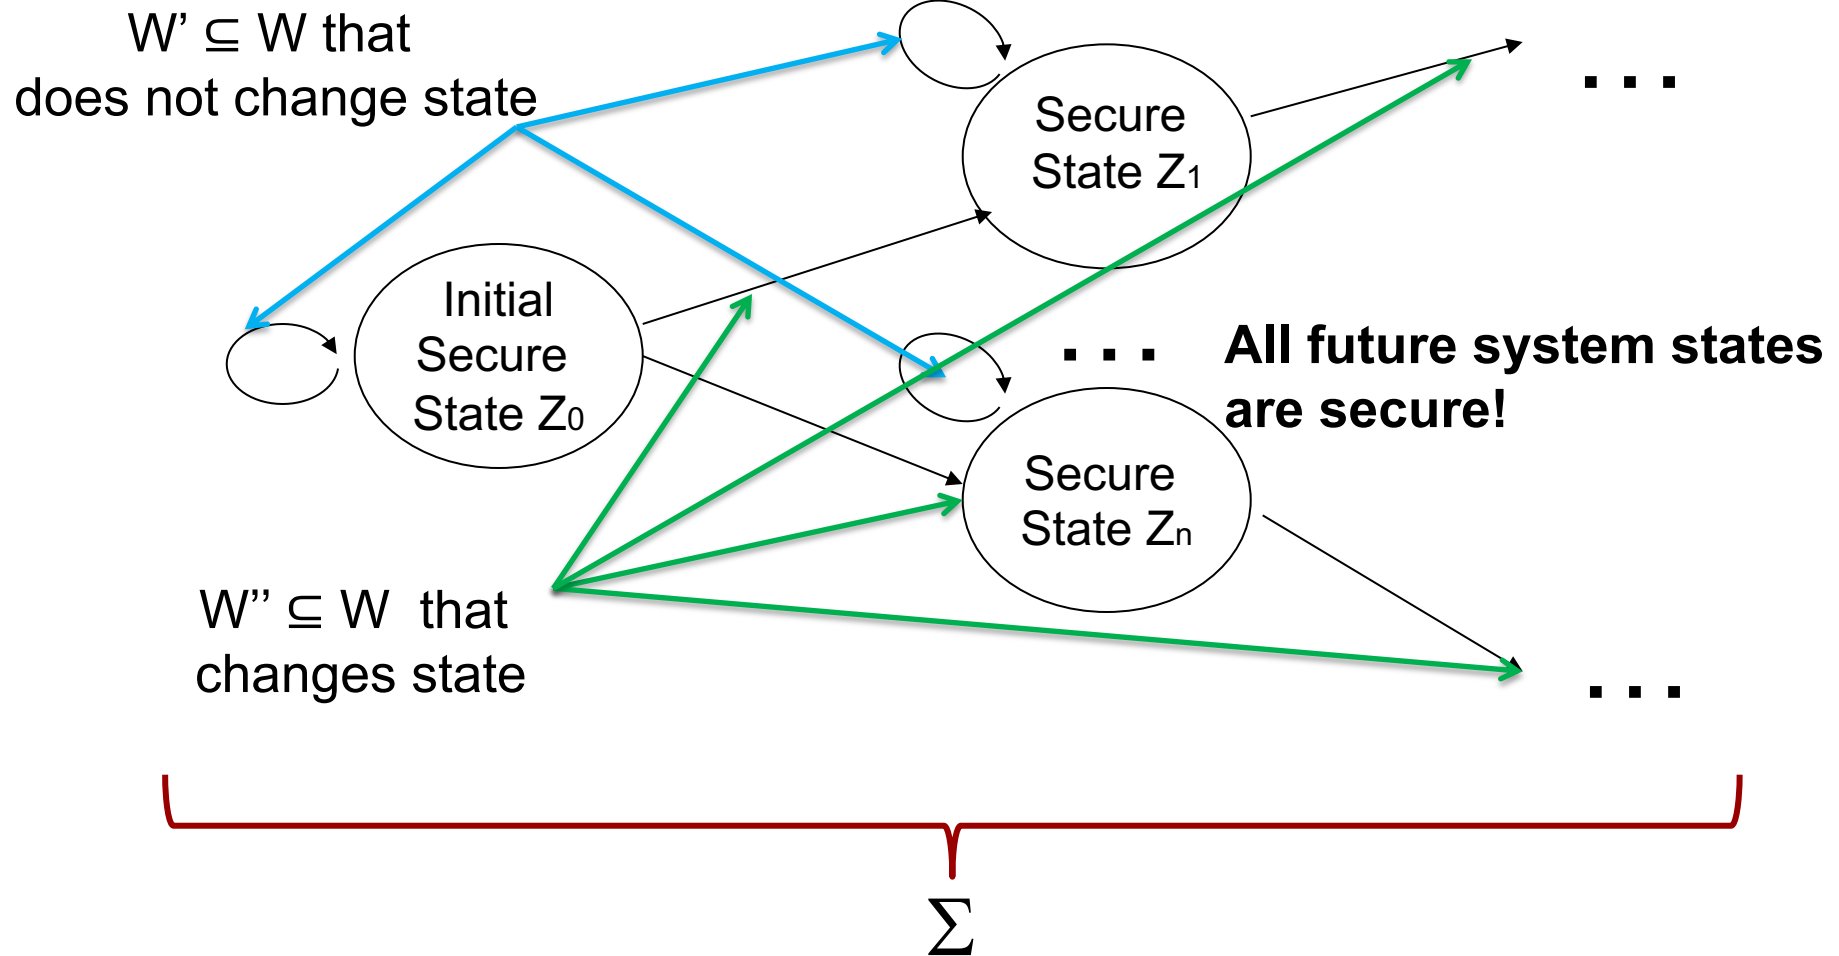 W’ ⊆ W that
does not change state
Secure
State Z₁
. . .
Initial
Secure
State Z₀
. . .
All future system states
are secure!
Secure
State Zₙ
W’’ ⊆ W that
changes state
. . .
Σ